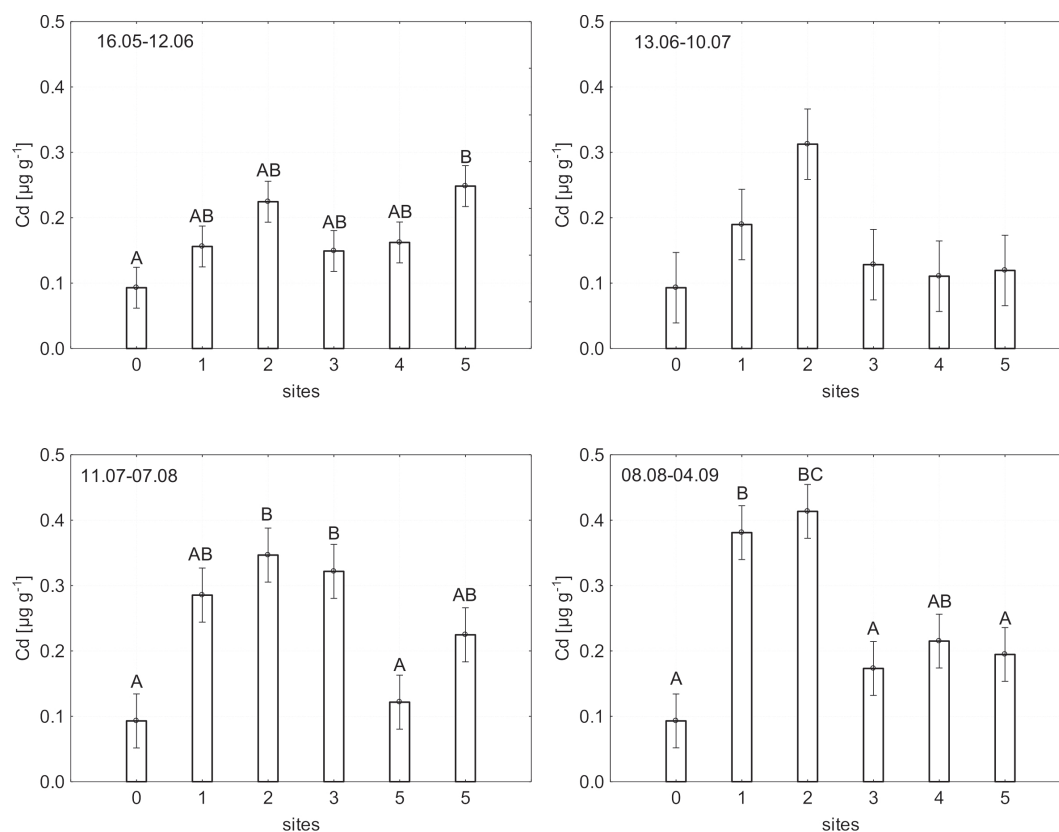 16.05-12.06
Cd [µg g-1]
0.5
0.4
0.3
0.2
0.1
0.0
A
AB
AB
AB
AB
B
0 1 2 3 4 5
sites
13.06-10.07
Cd [µg g-1]
0.5
0.4
0.3
0.2
0.1
0.0
0 1 2 3 4 5
sites
11.07-07.08
Cd [µg g-1]
0.5
0.4
0.3
0.2
0.1
0.0
A
AB
B
B
A
AB
0 1 2 3 5 5
sites
08.08-04.09
Cd [µg g-1]
0.5
0.4
0.3
0.2
0.1
0.0
A
B
BC
A
AB
A
0 1 2 3 4 5
sites